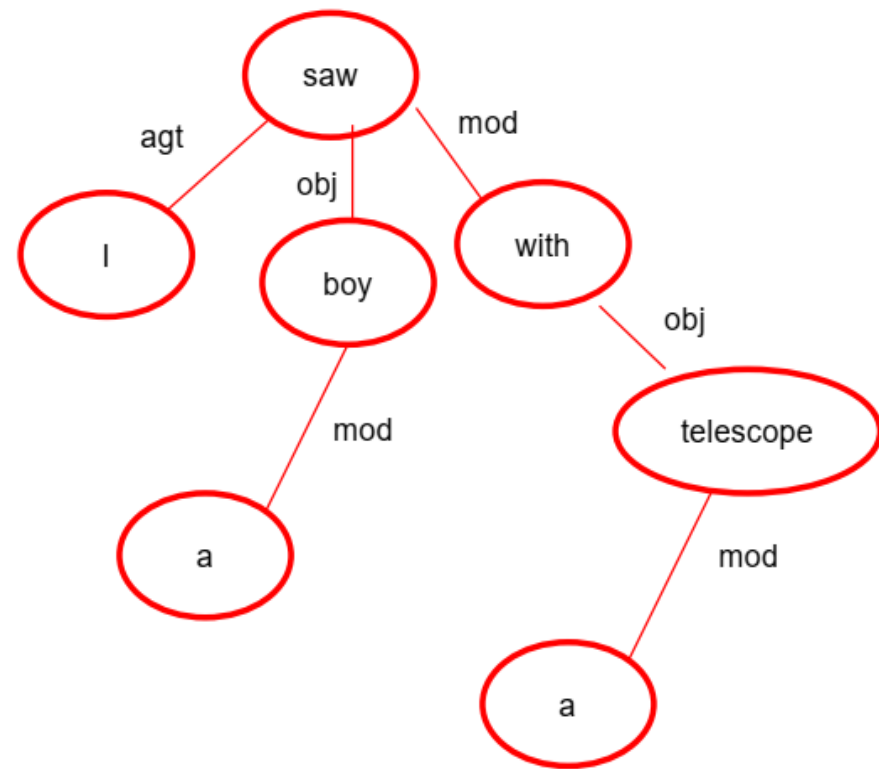 saw
agt
mod
obj
I
boy
with
obj
mod
telescope
a
mod
a